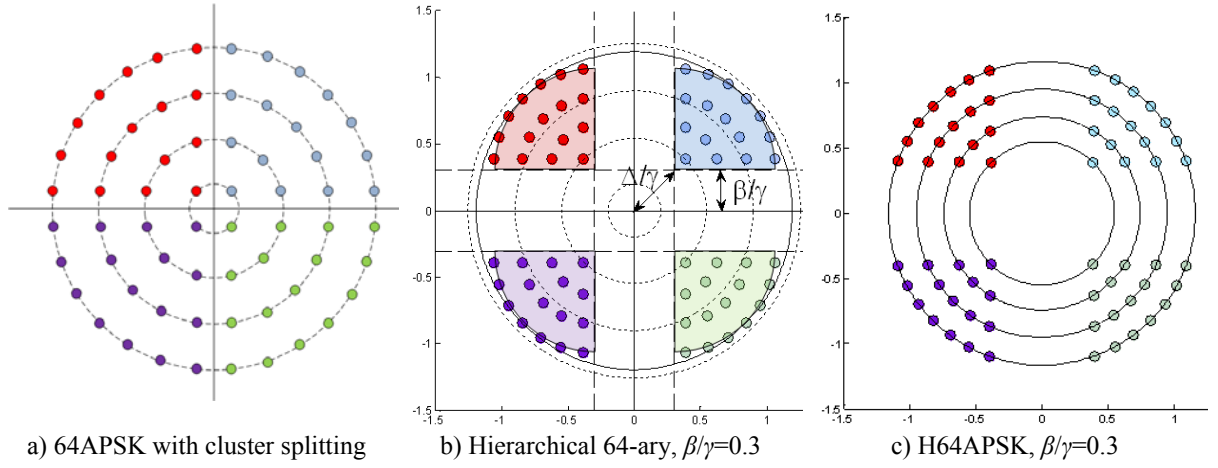 1.5
1
0.5
0
-0.5
-1
-1.5
-1.5 -1 -0.5 0 0.5 1
Δ/γ
β/γ
1.5
1
0.5
0
-0.5
-1
-1.5
-1.5 -1 -0.5 0 0.5 1
a) 64APSK with cluster splitting
b) Hierarchical 64-ary, β/γ=0.3
c) H64APSK, β/γ=0.3